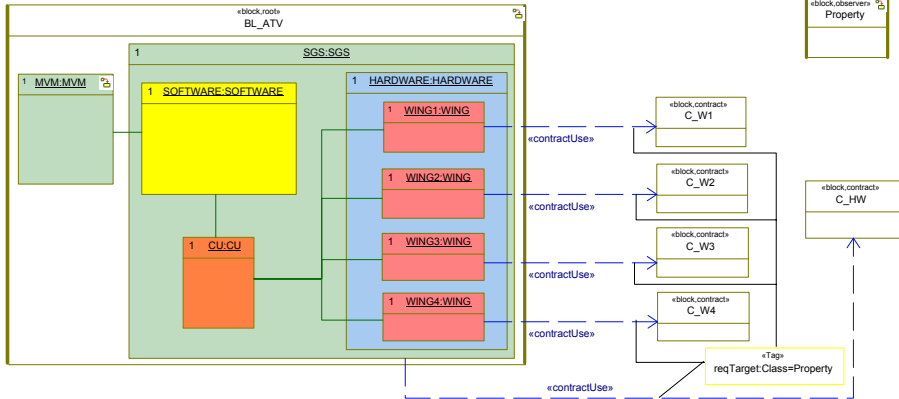 «block,root»
BL_ATV
«block,observer»
Property
1 SGS:SGS
1 MVM:MVM
1 SOFTWARE:SOFTWARE
1 HARDWARE:HARDWARE
1 WING1:WING
«contractUse»
«block,contract»
C_W1
1 WING2:WING
«contractUse»
«block,contract»
C_W2
«block,contract»
C_HW
1 CU:CU
1 WING3:WING
«contractUse»
«block,contract»
C_W3
1 WING4:WING
«contractUse»
«block,contract»
C_W4
«Tag»
reqTarget:Class=Property
«contractUse»